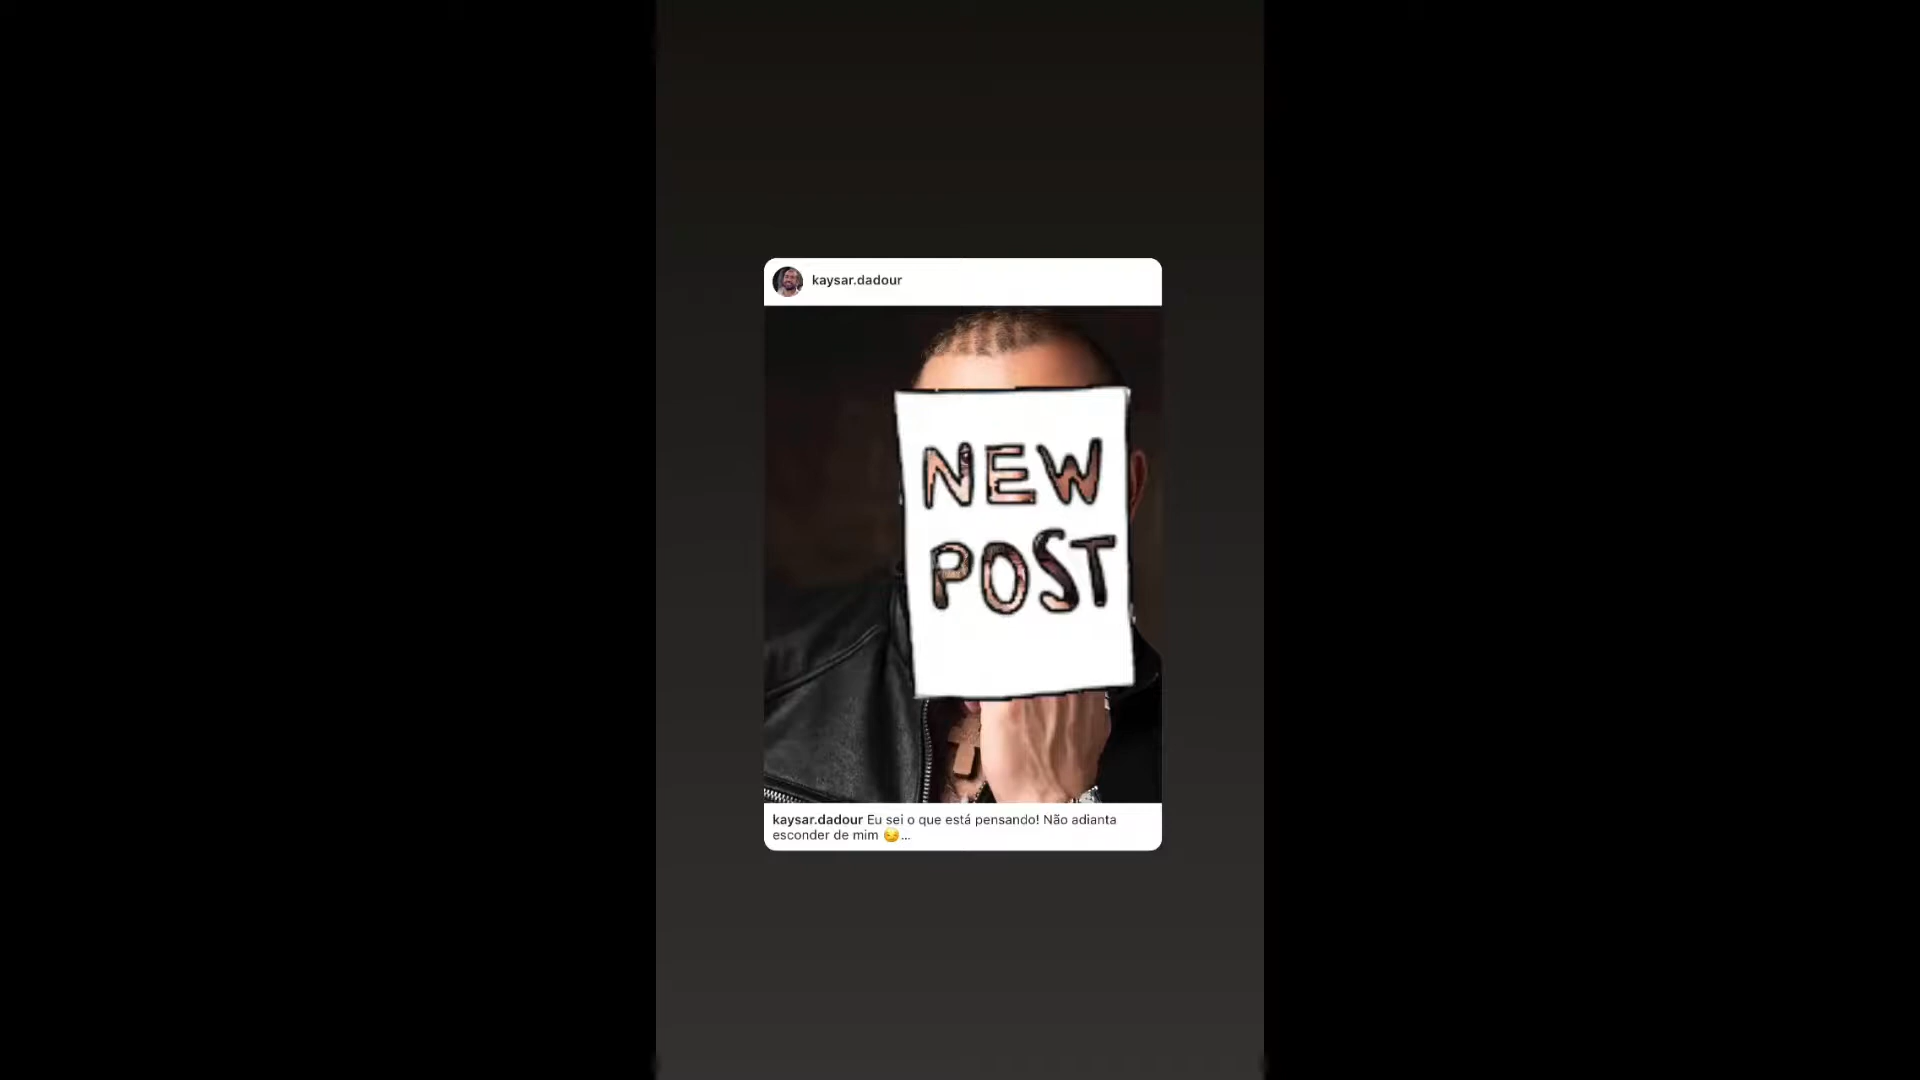 kaysar.dadour
NEW
POST
kaysar.dadour Eu sei o que está pensando! Não adianta
esconder de mim 😏...